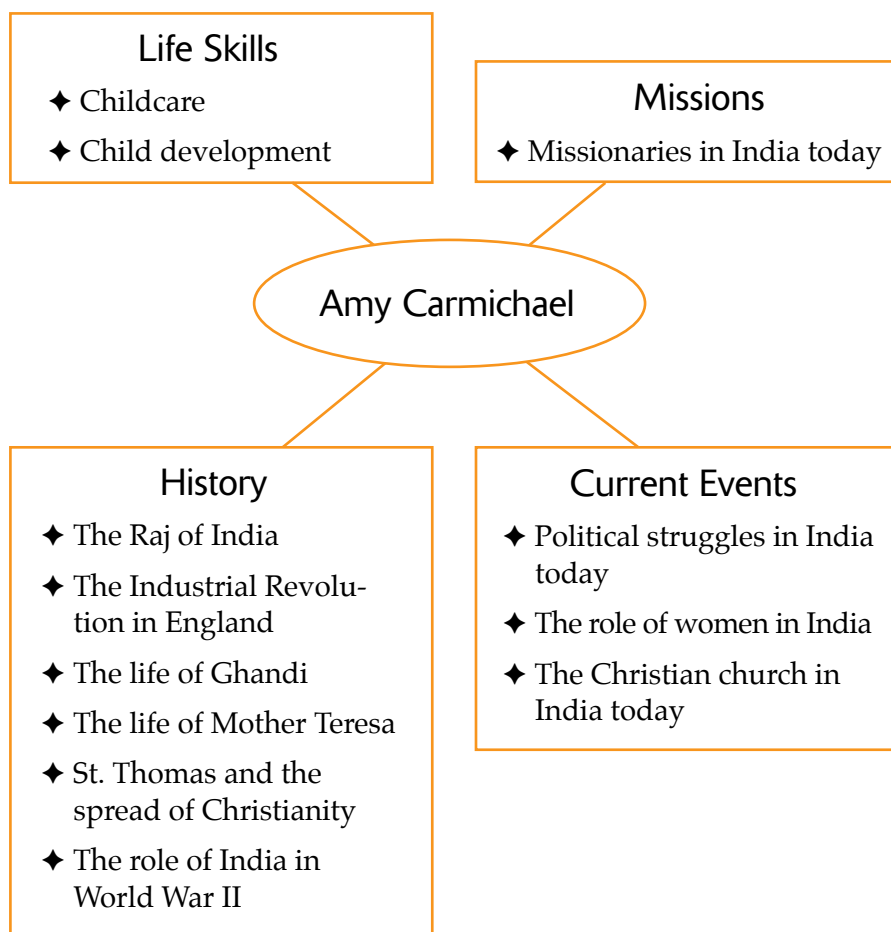 Life Skills
✦ Childcare
✦ Child development
Missions
✦ Missionaries in India today
Amy Carmichael
History
✦ The Raj of India
✦ The Industrial Revolu-
tion in England
✦ The life of Ghandi
✦ The life of Mother Teresa
✦ St. Thomas and the
spread of Christianity
✦ The role of India in
World War II
Current Events
✦ Political struggles in India
today
✦ The role of women in India
✦ The Christian church in
India today